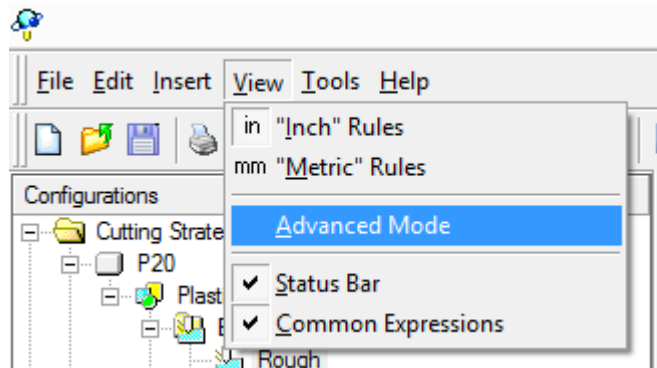 File Edit Insert View Tools Help
in "Inch" Rules
mm "Metric" Rules
Configurations
Cutting Strate
Advanced Mode
P20
Plast
Status Bar
Common Expressions
Rough